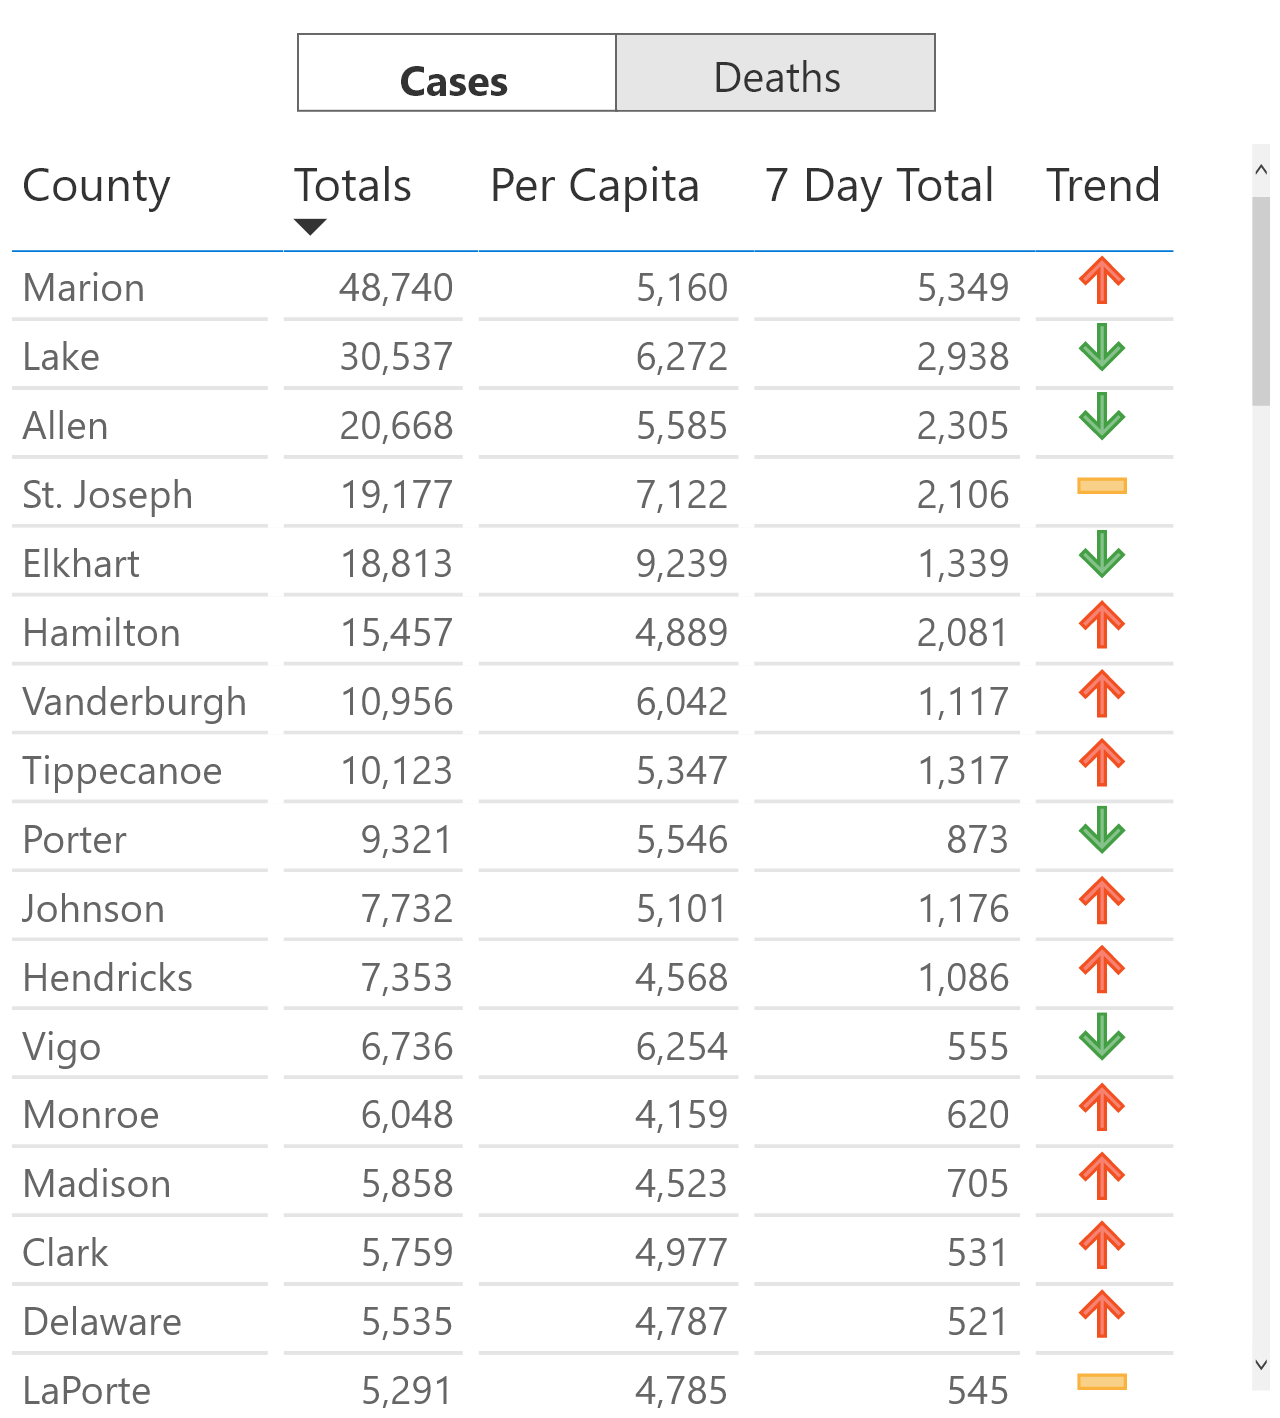 Cases Deaths
County Totals Per Capita 7 Day Total Trend
Marion 48,740 5,160 5,349
Lake 30,537 6,272 2,938
Allen 20,668 5,585 2,305
St. Joseph 19,177 7,122 2,106
Elkhart 18,813 9,239 1,339
Hamilton 15,457 4,889 2,081
Vanderburgh 10,956 6,042 1,117
Tippecanoe 10,123 5,347 1,317
Porter 9,321 5,546 873
Johnson 7,732 5,101 1,176
Hendricks 7,353 4,568 1,086
Vigo 6,736 6,254 555
Monroe 6,048 4,159 620
Madison 5,858 4,523 705
Clark 5,759 4,977 531
Delaware 5,535 4,787 521
LaPorte 5,291 4,785 545